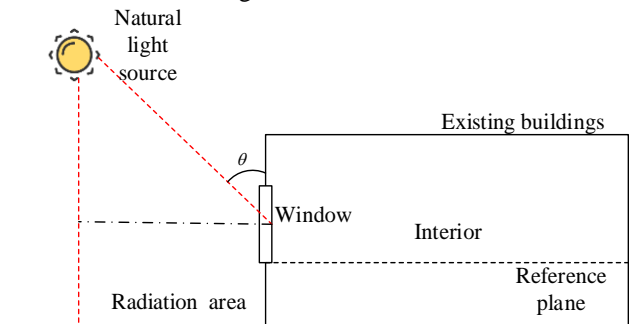 Natural
light
source
Existing buildings
θ
Window
Interior
Reference
plane
Radiation area